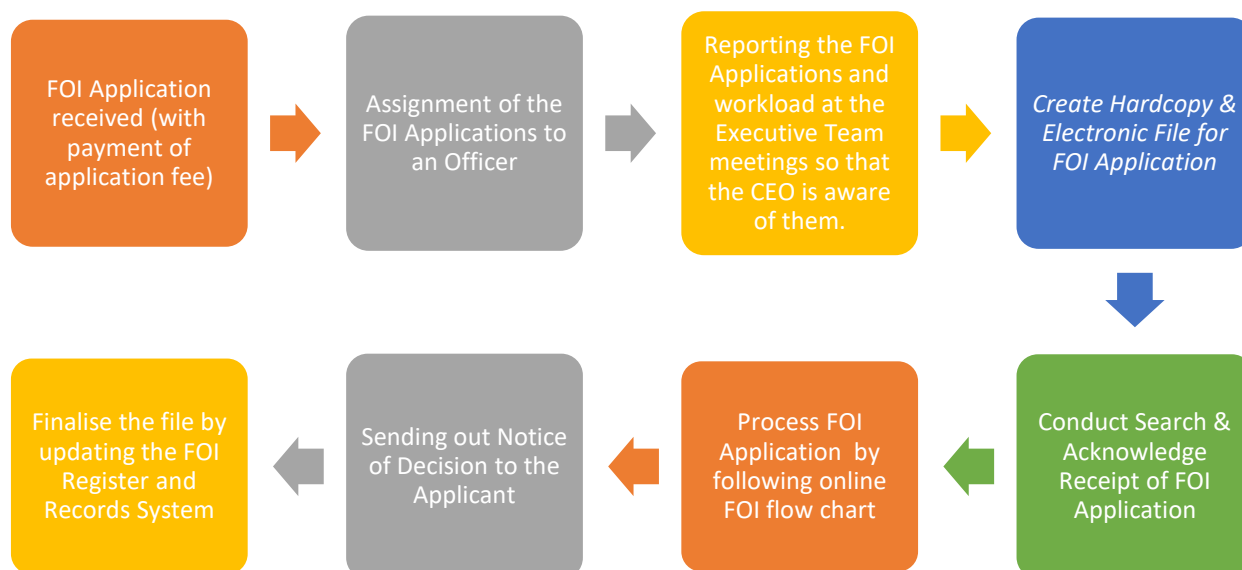 FOI Application
received (with
payment of
application fee)
Assignment of the
FOI Applications to
an Officer
Reporting the FOI
Applications and
workload at the
Executive Team
meetings so that
the CEO is aware
of them.
Create Hardcopy &
Electronic File for
FOI Application
Conduct Search &
Acknowledge
Receipt of FOI
Application
Process FOI
Application by
following online
FOI flow chart
Sending out Notice
of Decision to the
Applicant
Finalise the file by
updating the FOI
Register and
Records System